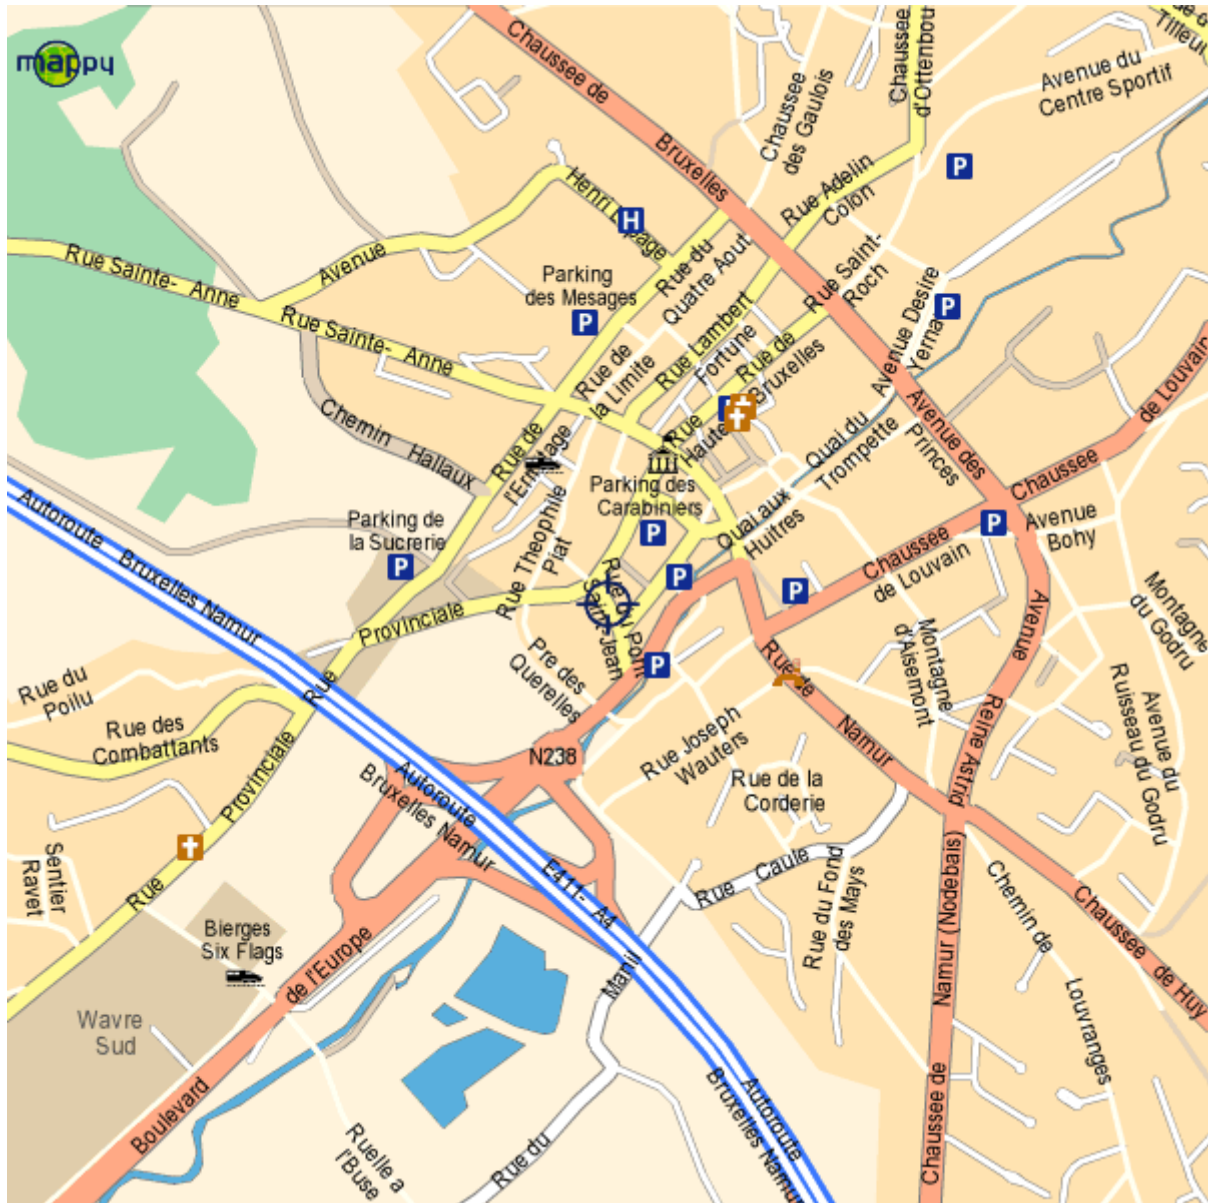 mappy
Chaussee de
Bruxelles
Chaussee
des Gaulois
Chaussee
d'Ottenbou
Avenue du
Centre Sportif
Tilleul
P
Rue Adelin
Colon
Henri Lepage
H
Avenue
Rue Sainte- Anne
Rue Sainte- Anne
Parking
des Mesages
P
Rue du
Quatre Aout
Rue Saint-
Roch
Avenue Desire
Yerna
P
Rue Lambert
Fortune
Rue de
Bruxelles
Rue de
la Limite
Chemin Hallaux
Rue de
l'Ermitage
Rue
Haute
P
Quai du
Trompette
Avenue des
Princes
Chaussee
de Louvain
Parking des
Carabiniers
P
Quai aux
Huitres
Chaussee
de Louvain
P
Avenue
Bohy
Autoroute Bruxelles Namur
Parking de
la Sucrerie
P
Rue Theophile
Piat
P
P
Rue Provinciale
Rue du Pont
Saint-Jean
P
Pre des
Querelles
Rue de Namur
Montagne
d'Aisemont
Avenue Reine Astrid
Montagne
du Godru
Avenue du
Ruisseau du Godru
Rue du
Poilu
Rue des
Combattants
N238
Rue Joseph
Wauters
Rue de la
Corderie
Autoroute
Bruxelles Namur
E411- A4
Rue Provinciale
Sentier
Ravet
Bierges
Six Flags
Wavre
Sud
Boulevard de l'Europe
Ruelle a
l'Buse
Rue du Manil
Rue Caule
Rue du Fond
des Mays
Chaussee de Namur (Nodebais)
Chemin de Louvranges
Chaussee de Huy
Autoroute
Bruxelles Namur